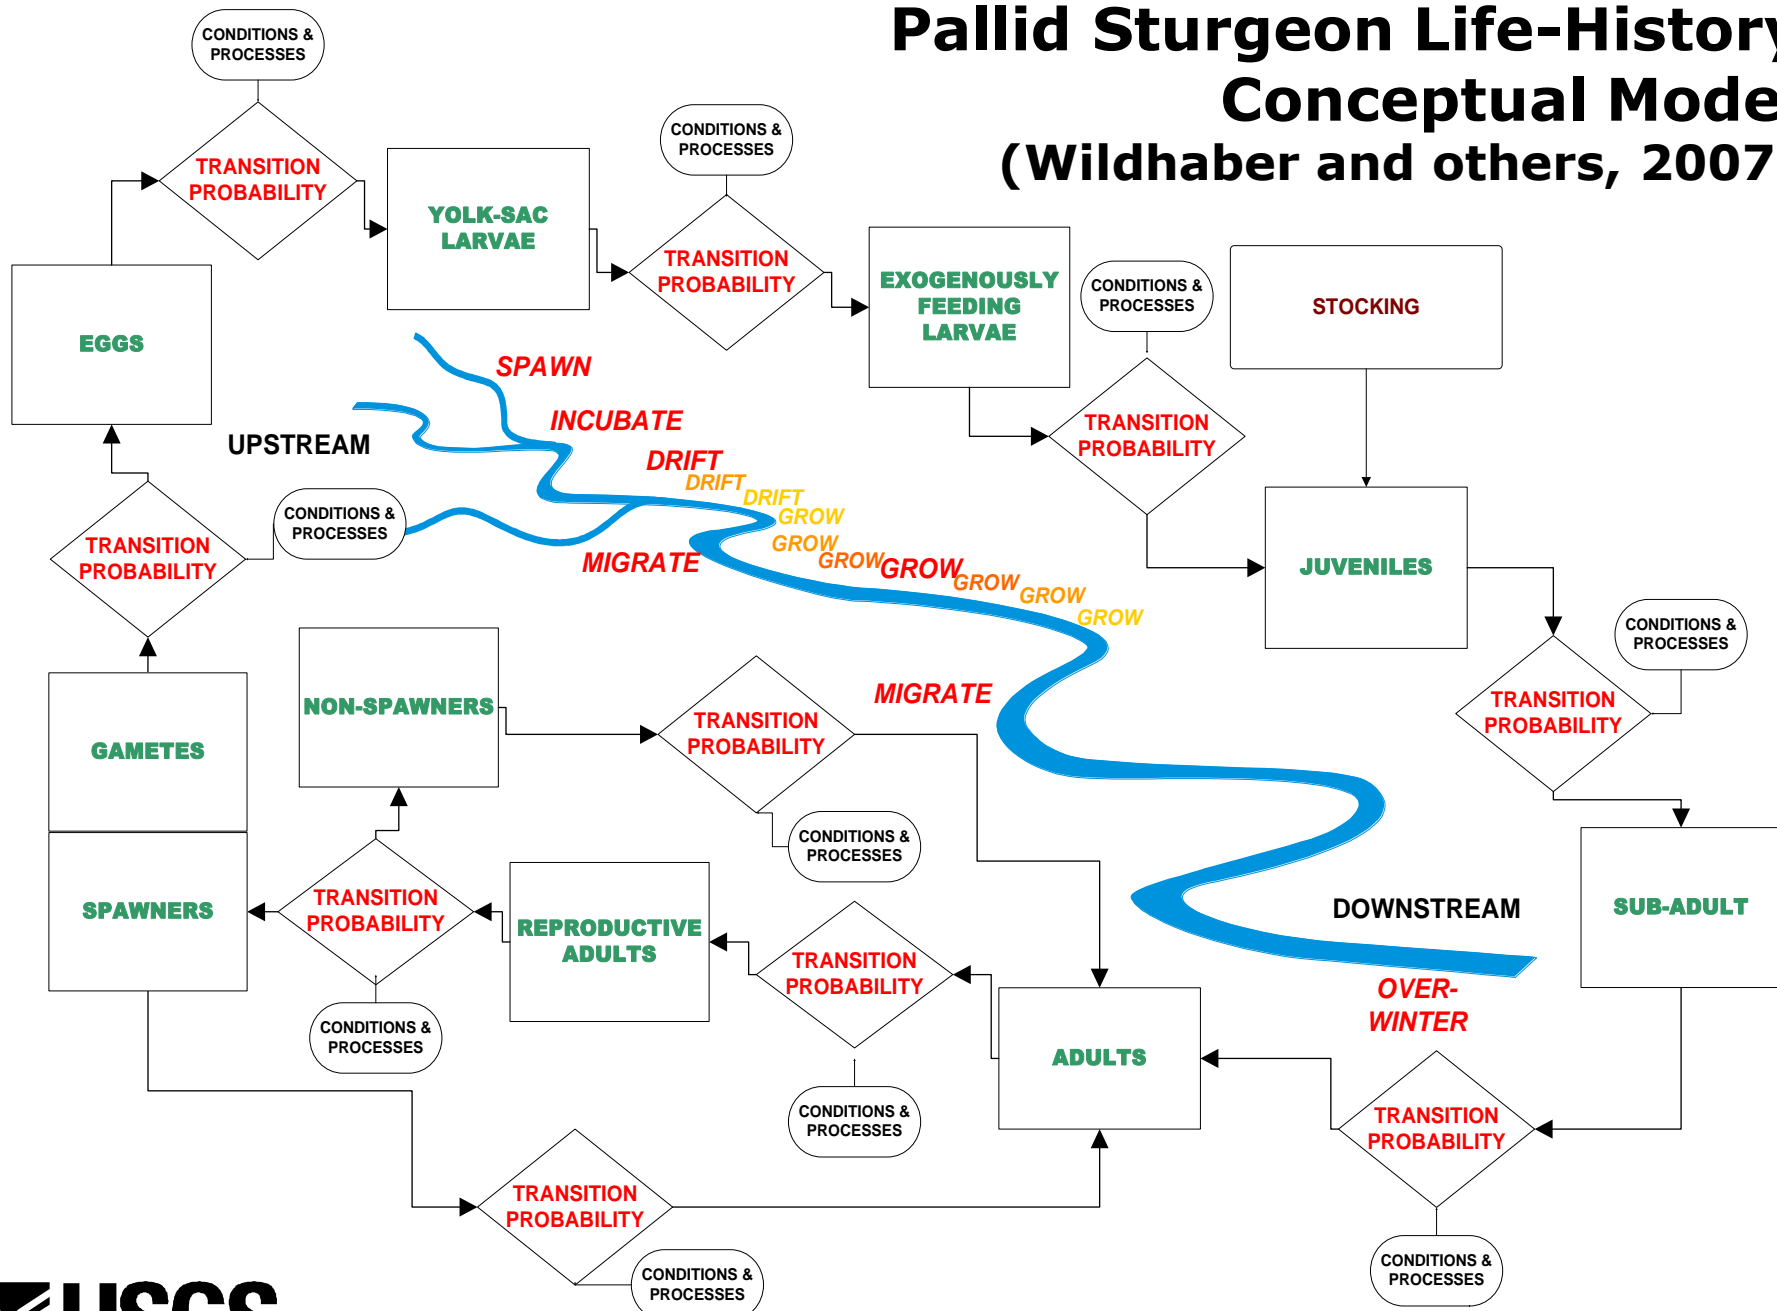 Pallid Sturgeon Life-History
Conceptual Mode
(Wildhaber and others, 2007
CONDITIONS &
PROCESSES
TRANSITION
PROBABILITY
YOLK-SAC
LARVAE
CONDITIONS &
PROCESSES
TRANSITION
PROBABILITY
EXOGENOUSLY
FEEDING
LARVAE
CONDITIONS &
PROCESSES
STOCKING
EGGS
TRANSITION
PROBABILITY
SPAWN
INCUBATE
UPSTREAM
DRIFT
DRIFT
DRIFT
GROW
GROW
GROW
GROW
GROW
GROW
GROW
MIGRATE
CONDITIONS &
PROCESSES
TRANSITION
PROBABILITY
JUVENILES
CONDITIONS &
PROCESSES
TRANSITION
PROBABILITY
MIGRATE
NON-SPAWNERS
TRANSITION
PROBABILITY
CONDITIONS &
PROCESSES
GAMETES
SPAWNERS
TRANSITION
PROBABILITY
CONDITIONS &
PROCESSES
REPRODUCTIVE
ADULTS
TRANSITION
PROBABILITY
CONDITIONS &
PROCESSES
DOWNSTREAM
SUB-ADULT
OVER-
WINTER
ADULTS
TRANSITION
PROBABILITY
CONDITIONS &
PROCESSES
TRANSITION
PROBABILITY
CONDITIONS &
PROCESSES
USGS